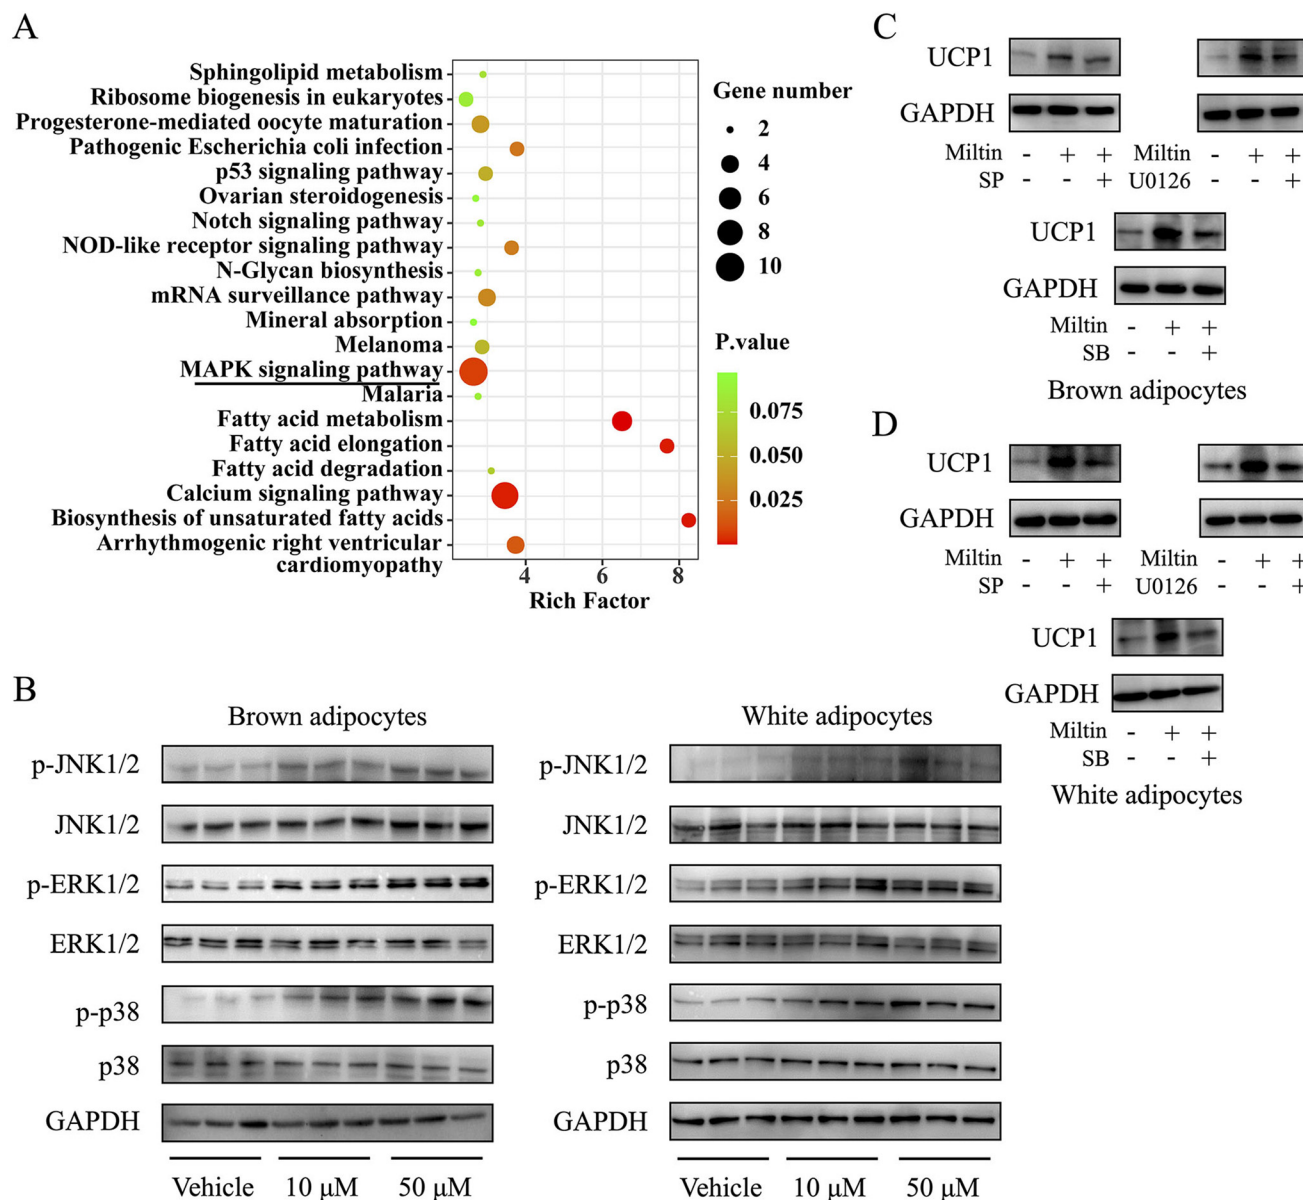 A
Sphingolipid metabolism
Ribosome biogenesis in eukaryotes
Progesterone-mediated oocyte maturation
Pathogenic Escherichia coli infection
p53 signaling pathway
Ovarian steroidogenesis
Notch signaling pathway
NOD-like receptor signaling pathway
N-Glycan biosynthesis
mRNA surveillance pathway
Mineral absorption
Melanoma
MAPK signaling pathway
Malaria
Fatty acid metabolism
Fatty acid elongation
Fatty acid degradation
Calcium signaling pathway
Biosynthesis of unsaturated fatty acids
Arrhythmogenic right ventricular
cardiomyopathy
4 6 8
Rich Factor
Gene number
2
4
6
8
10
P.value
0.075
0.050
0.025
B
Brown adipocytes
p-JNK1/2
JNK1/2
p-ERK1/2
ERK1/2
p-p38
p38
GAPDH
Vehicle 10 μM 50 μM
White adipocytes
p-JNK1/2
JNK1/2
p-ERK1/2
ERK1/2
p-p38
p38
GAPDH
Vehicle 10 μM 50 μM
C
UCP1
GAPDH
Miltin - + + Miltin - + +
SP - - + U0126 - - +
UCP1
GAPDH
Miltin - + +
SB - - +
Brown adipocytes
D
UCP1
GAPDH
Miltin - + + Miltin - + +
SP - - + U0126 - - +
UCP1
GAPDH
Miltin - + +
SB - - +
White adipocytes